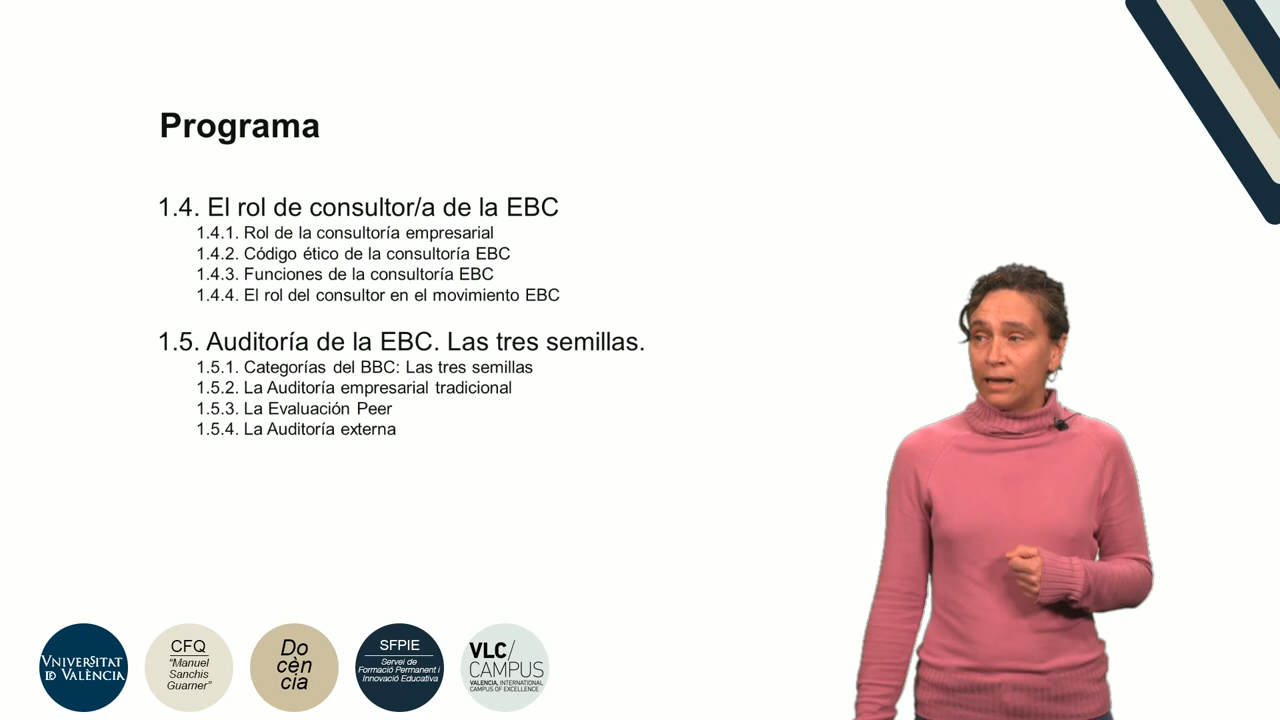 Programa
1.4. El rol de consultor/a de la EBC
1.4.1. Rol de la consultoría empresarial
1.4.2. Código ético de la consultoría EBC
1.4.3. Funciones de la consultoría EBC
1.4.4. El rol del consultor en el movimiento EBC
1.5. Auditoría de la EBC. Las tres semillas.
1.5.1. Categorías del BBC: Las tres semillas
1.5.2. La Auditoría empresarial tradicional
1.5.3. La Evaluación Peer
1.5.4. La Auditoría externa
VNIVERSITAT
DE VALÈNCIA
CFQ
"Manuel
Sanchis
Guarner"
Do
cèn
cia
SFPIE
Servei de
Formació Permanent i
Innovació Educativa
VLC/
CAMPUS
VALENCIA, INTERNATIONAL
CAMPUS OF EXCELLENCE